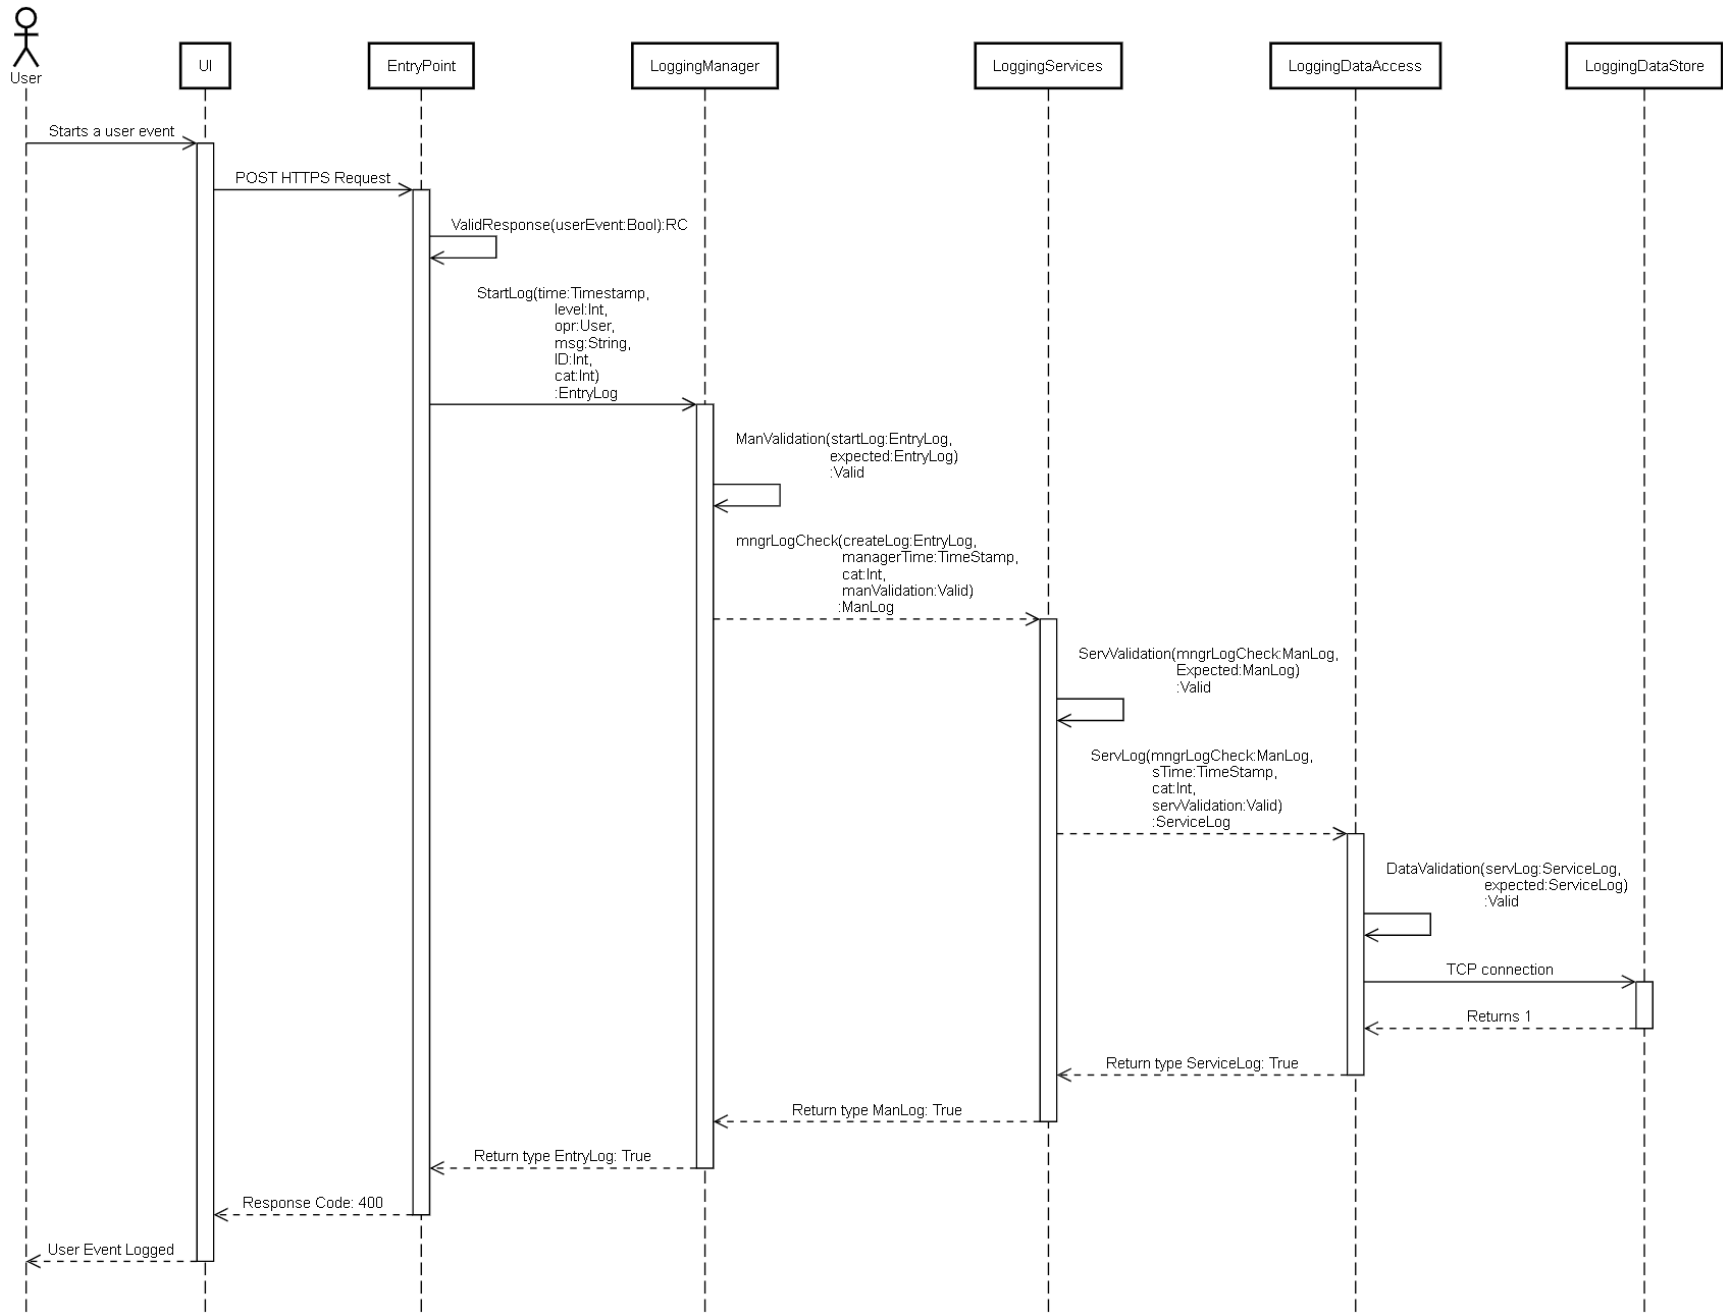 User
UI
EntryPoint
LoggingManager
LoggingServices
LoggingDataAccess
LoggingDataStore
Starts a user event
POST HTTPS Request
ValidResponse(userEvent:Bool):RC
StartLog(time:Timestamp,
level:Int,
opr:User,
msg:String,
ID:Int,
cat:Int)
:EntryLog
ManValidation(startLog:EntryLog,
expected:EntryLog)
:Valid
mngrLogCheck(createLog:EntryLog,
managerTime:TimeStamp,
cat:Int,
manValidation:Valid)
:ManLog
ServValidation(mngrLogCheck:ManLog,
Expected:ManLog)
:Valid
ServLog(mngrLogCheck:ManLog,
sTime:TimeStamp,
cat:Int,
servValidation:Valid)
:ServiceLog
DataValidation(servLog:ServiceLog,
expected:ServiceLog)
:Valid
TCP connection
Returns 1
Return type ServiceLog: True
Return type ManLog: True
Return type EntryLog: True
Response Code: 400
User Event Logged